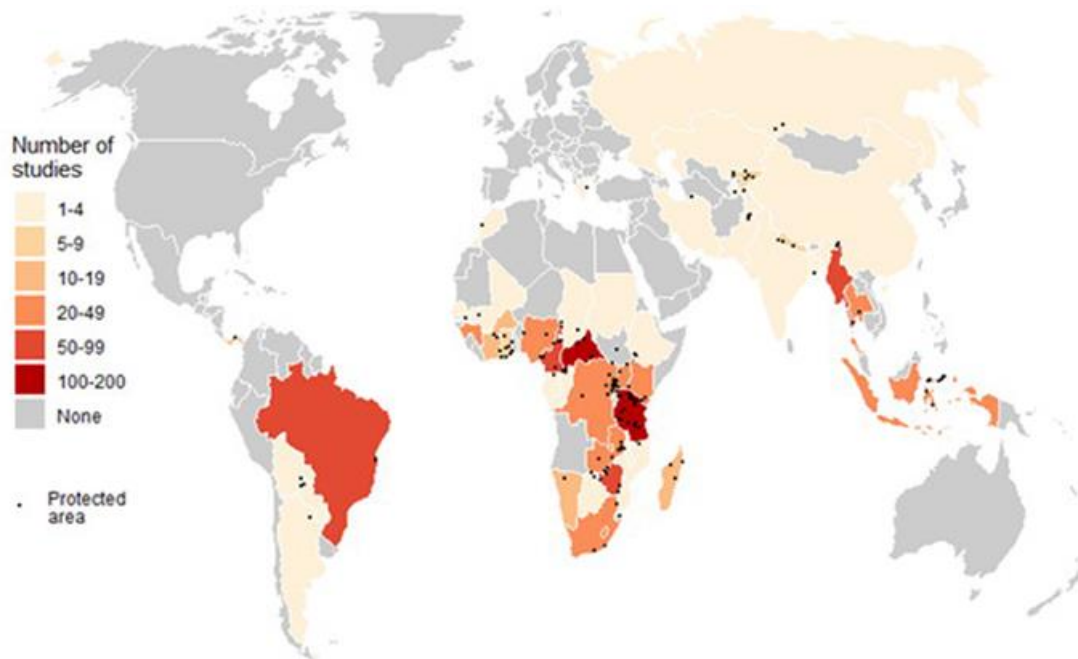 Number of
studies
1-4
5-9
10-19
20-49
50-99
100-200
None
Protected
area